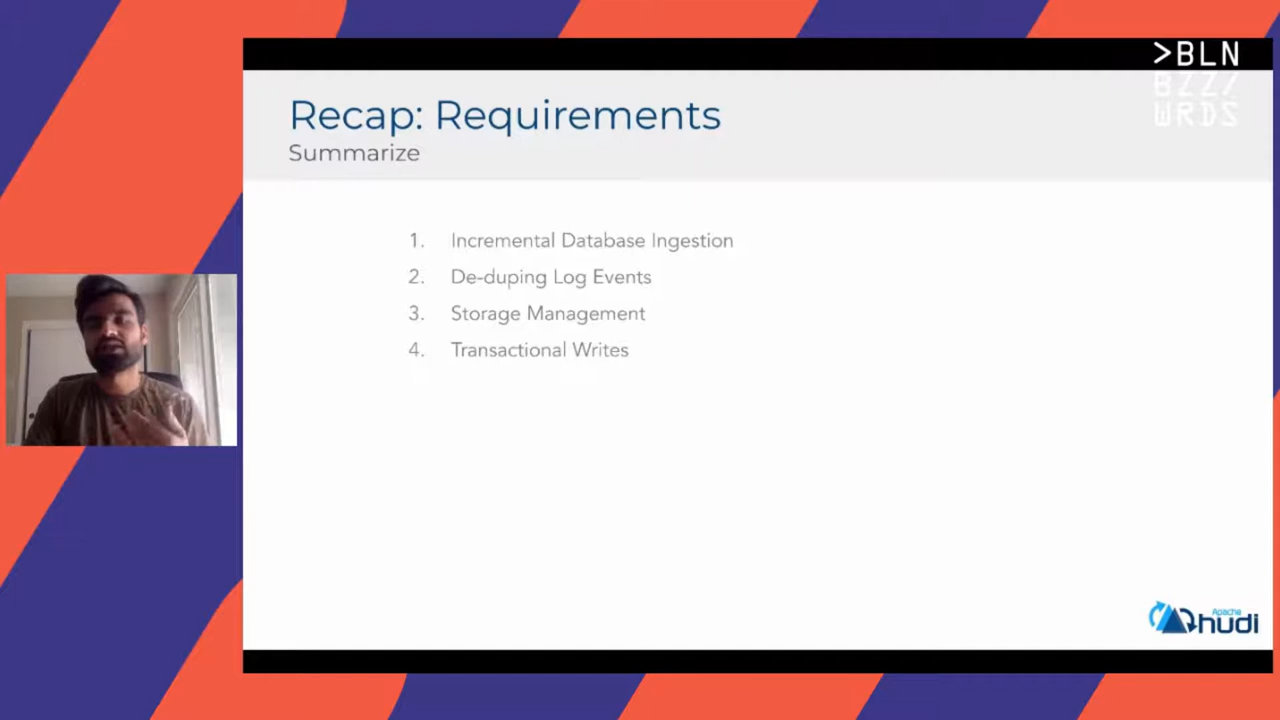 >BLN
BZZ/
WRDS
Recap: Requirements
Summarize
1. Incremental Database Ingestion
2. De-duping Log Events
3. Storage Management
4. Transactional Writes
Apache
hudi